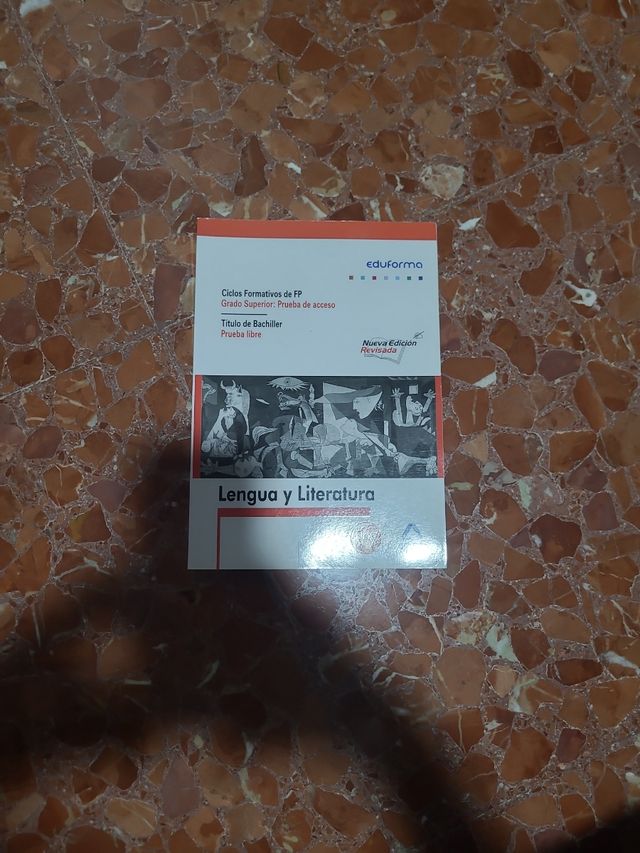 eduforma
Ciclos Formativos de FP
Grado Superior: Prueba de acceso
Título de Bachiller
Prueba libre
Nueva Edición
Revisada
Lengua y Literatura